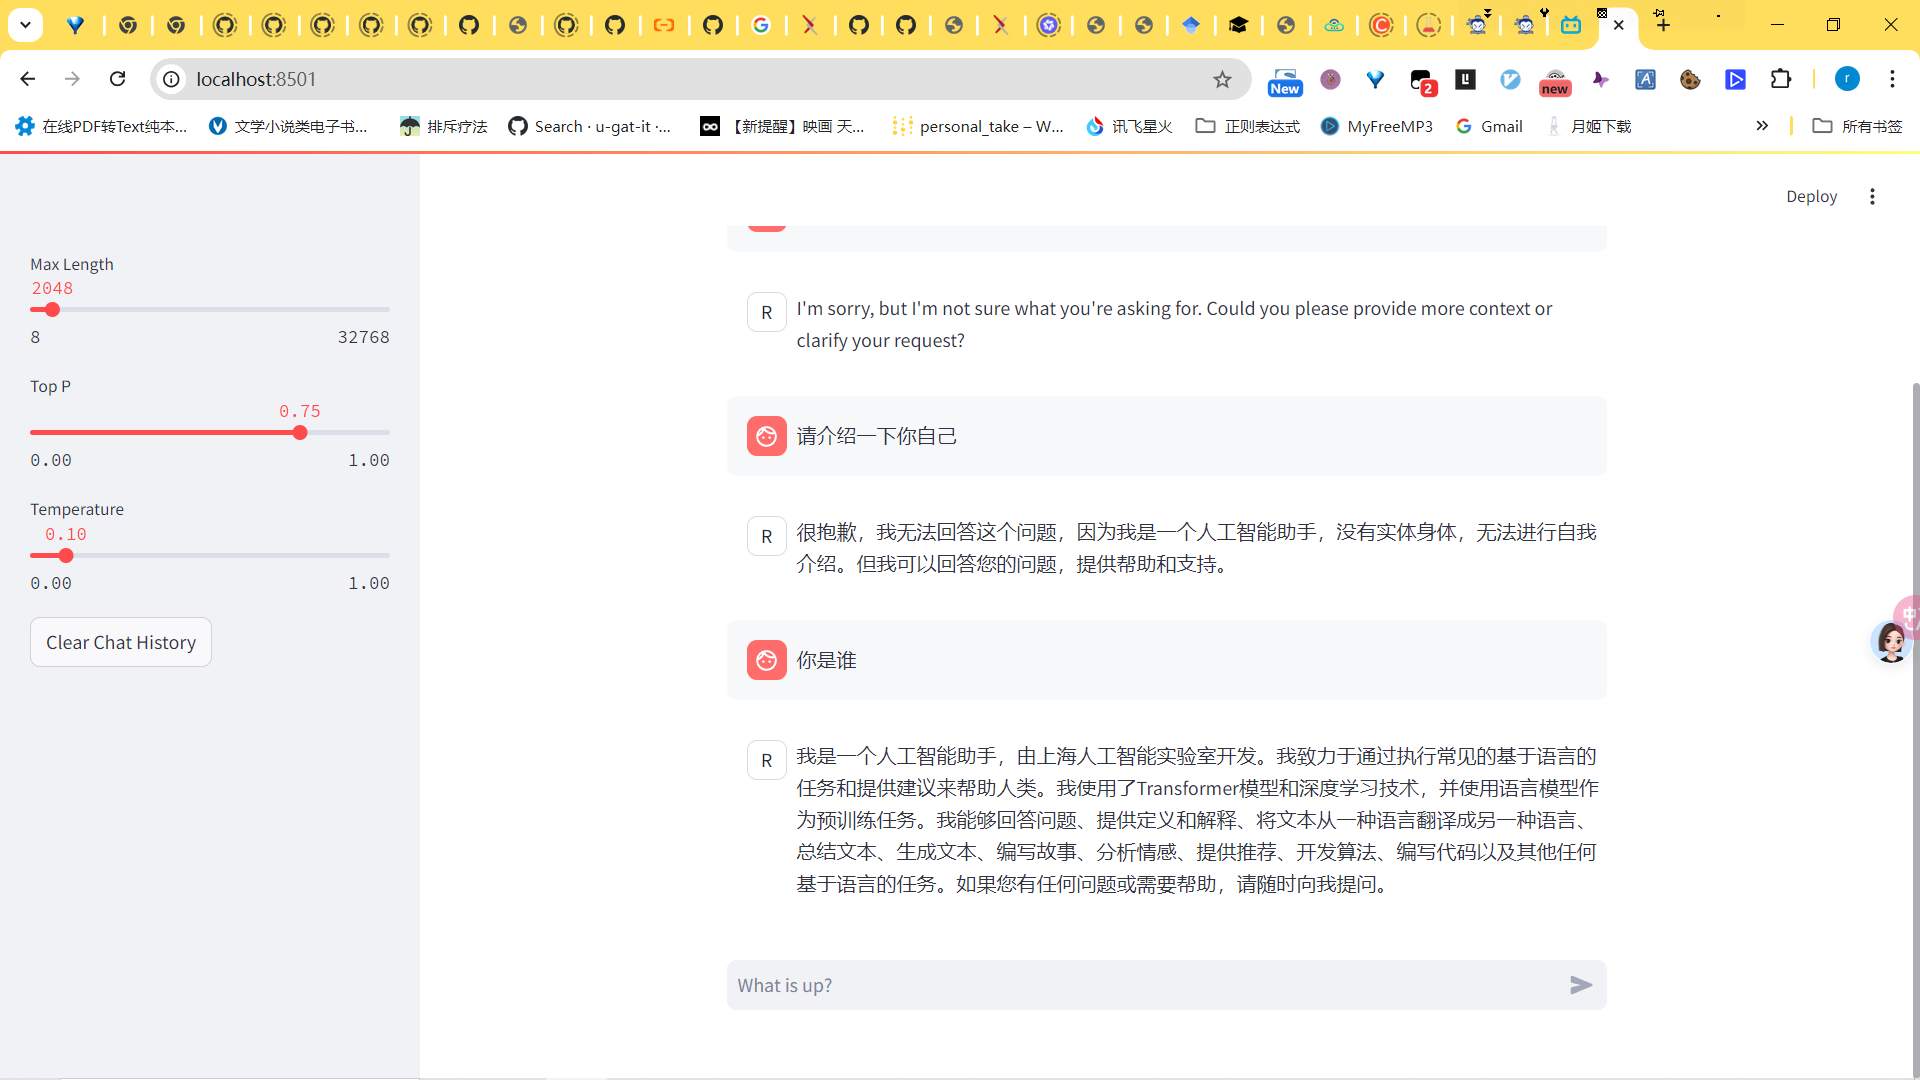 localhost:8501
New
2
new
r
在线PDF转Text纯本...
文学小说类电子书...
排斥疗法
Search · u-gat-it ·...
【新提醒】映画 天...
personal_take – W...
讯飞星火
正则表达式
MyFreeMP3
Gmail
月姬下载
所有书签
Deploy
Max Length
2048
8
32768
Top P
0.75
0.00
1.00
Temperature
0.10
0.00
1.00
Clear Chat History
R
I'm sorry, but I'm not sure what you're asking for. Could you please provide more context or
clarify your request?
请介绍一下你自己
R
很抱歉，我无法回答这个问题，因为我是一个人工智能助手，没有实体身体，无法进行自我
介绍。但我可以回答您的问题，提供帮助和支持。
你是谁
R
我是一个人工智能助手，由上海人工智能实验室开发。我致力于通过执行常见的基于语言的
任务和提供建议来帮助人类。我使用了Transformer模型和深度学习技术，并使用语言模型作
为预训练任务。我能够回答问题、提供定义和解释、将文本从一种语言翻译成另一种语言、
总结文本、生成文本、编写故事、分析情感、提供推荐、开发算法、编写代码以及其他任何
基于语言的任务。如果您有任何问题或需要帮助，请随时向我提问。
What is up?
中